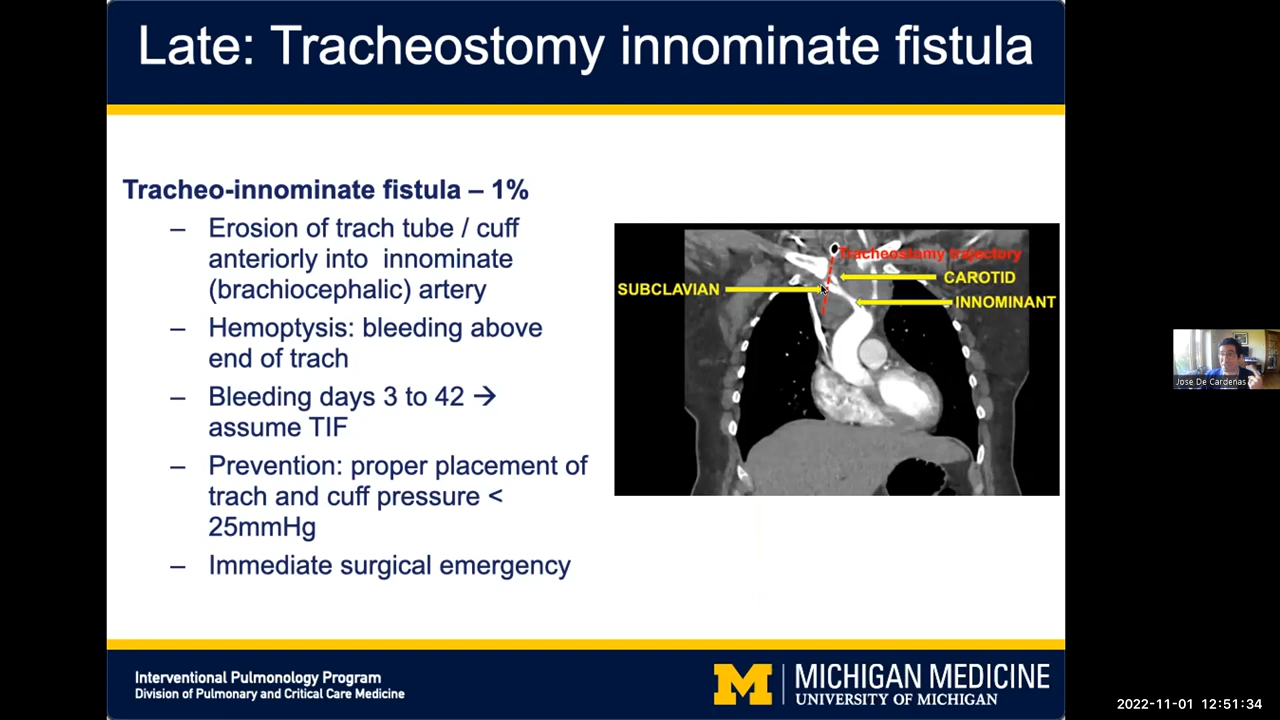 Late: Tracheostomy innominate fistula
Tracheo-innominate fistula – 1%
– Erosion of trach tube / cuff
anteriorly into innominate
(brachiocephalic) artery
– Hemoptysis: bleeding above
end of trach
– Bleeding days 3 to 42 →
assume TIF
– Prevention: proper placement of
trach and cuff pressure <
25mmHg
– Immediate surgical emergency
Tracheostomy trajectory
CAROTID
SUBCLAVIAN
INNOMINANT
Jose De Cardenas
Interventional Pulmonology Program
Division of Pulmonary and Critical Care Medicine
M MICHIGAN MEDICINE
UNIVERSITY OF MICHIGAN
2022-11-01 12:51:34